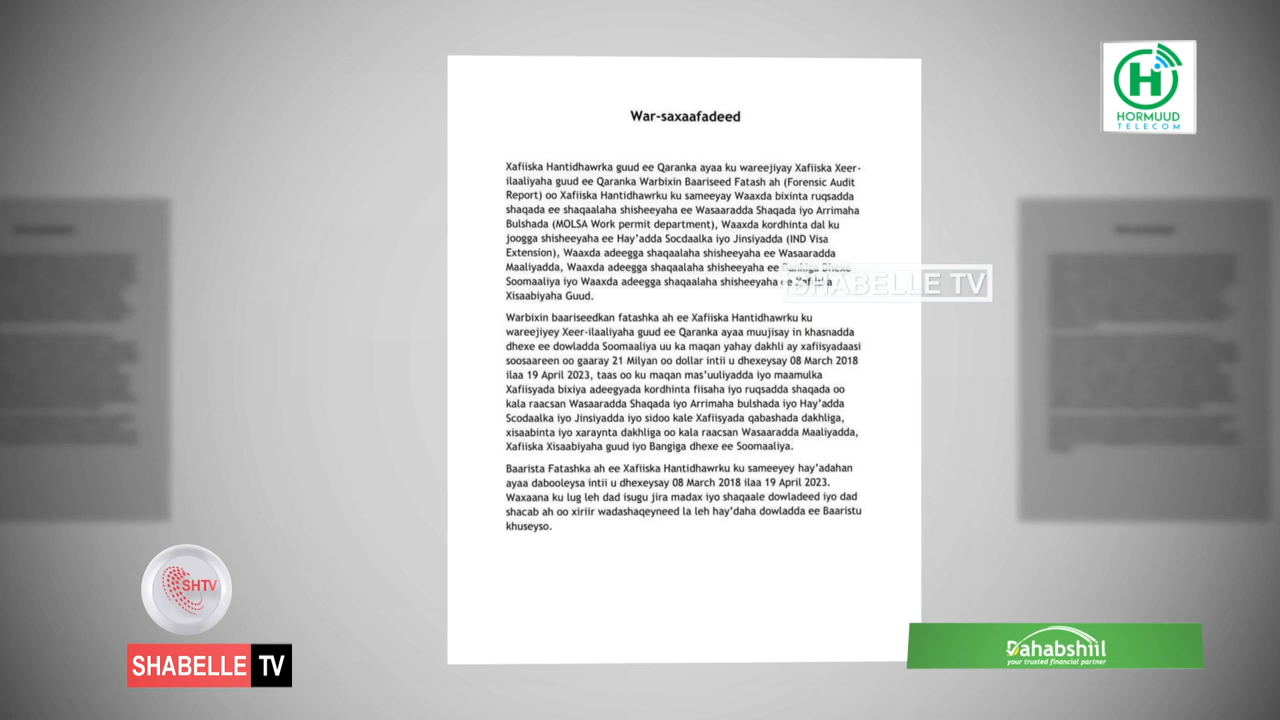 War-saxaafadeed
Xafiiska Hantidhawrka guud ee Qaranka ayaa ku wareejiyay Xafiiska Xeer-
ilaaliyaha guud ee Qaranka Warbixin Baariseed Fatash ah (Forensic Audit
Report) oo Xafiiska Hantidhawrku ku sameeyay Waaxda bixinta ruqsadda
shaqada ee shaqaalaha shisheeyaha ee Wasaaradda Shaqada iyo Arrimaha
Bulshada (MOLSA Work permit department), Waaxda kordhinta dal ku
joogga shisheeyaha ee Hay'adda Socdaalka iyo Jinsiyadda (IND Visa
Extension), Waaxda adeegga shaqaalaha shisheeyaha ee Wasaaradda
Maaliyadda, Waaxda adeegga shaqaalaha shisheeyaha ee Bankiga Dhexe
Soomaaliya iyo Waaxda adeegga shaqaalaha shisheeyaha ee Xafiiska
Xisaabiyaha Guud.
Warbixin baariseedkan fatashka ah ee Xafiiska Hantidhawrku ku
wareejiyey Xeer-ilaaliyaha guud ee Qaranka ayaa muujisay in khasnadda
dhexe ee dowladda Soomaaliya uu ka maqan yahay dakhli ay xafiisyadaasi
soosaareen oo gaaray 21 Milyan oo dollar intii u dhexeysay 08 March 2018
ilaa 19 April 2023, taas oo ku maqan mas'uuliyadda iyo maamulka
Xafiisyada bixiya adeegyada kordhinta fiisaha iyo ruqsadda shaqada oo
kala raacsan Wasaaradda Shaqada iyo Arrimaha bulshada iyo Hay'adda
Scodaalka iyo Jinsiyadda iyo sidoo kale Xafiisyada qabashada dakhliga,
xisaabinta iyo xaraynta dakhliga oo kala raacsan Wasaaradda Maaliyadda,
Xafiiska Xisaabiyaha guud iyo Bangiga dhexe ee Soomaaliya.
Baarista Fatashka ah ee Xafiiska Hantidhawrku ku sameeyey hay'adahan
ayaa dabooleysa intii u dhexeysay 08 March 2018 ilaa 19 April 2023.
Waxaana ku lug leh dad isugu jira madax iyo shaqaale dowladeed iyo dad
shacab ah oo xiriir wadashaqeyneed la leh hay'daha dowladda ee Baaristu
khuseyso.
SHABELLE TV
H
HORMUUD
TELECOM
SHTV
SHABELLE TV
Dahabshiil
your trusted financial partner